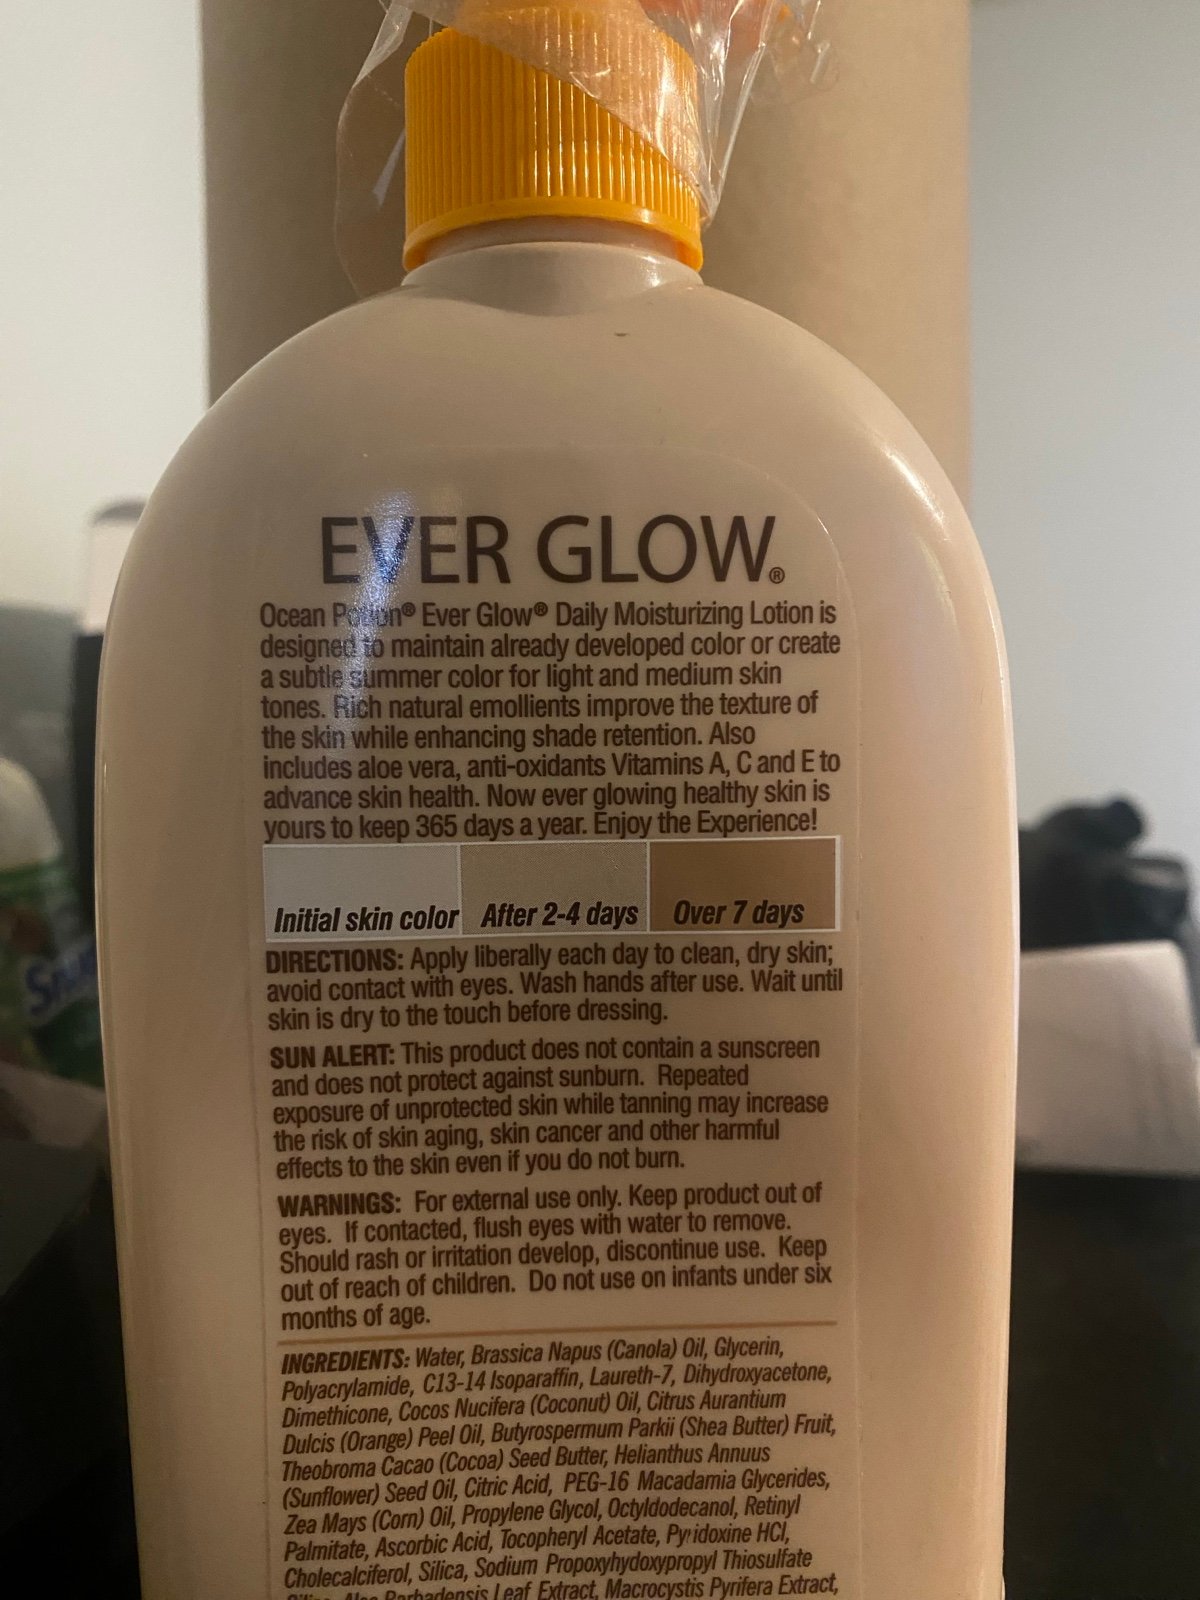 EVER GLOW®
Ocean Potion® Ever Glow® Daily Moisturizing Lotion is
designed to maintain already developed color or create
a subtle summer color for light and medium skin
tones. Rich natural emollients improve the texture of
the skin while enhancing shade retention. Also
includes aloe vera, anti-oxidants Vitamins A, C and E to
advance skin health. Now ever glowing healthy skin is
yours to keep 365 days a year. Enjoy the Experience!
Initial skin color After 2-4 days Over 7 days
DIRECTIONS: Apply liberally each day to clean, dry skin;
avoid contact with eyes. Wash hands after use. Wait until
skin is dry to the touch before dressing.
SUN ALERT: This product does not contain a sunscreen
and does not protect against sunburn. Repeated
exposure of unprotected skin while tanning may increase
the risk of skin aging, skin cancer and other harmful
effects to the skin even if you do not burn.
WARNINGS: For external use only. Keep product out of
eyes. If contacted, flush eyes with water to remove.
Should rash or irritation develop, discontinue use. Keep
out of reach of children. Do not use on infants under six
months of age.
INGREDIENTS: Water, Brassica Napus (Canola) Oil, Glycerin,
Polyacrylamide, C13-14 Isoparaffin, Laureth-7, Dihydroxyacetone,
Dimethicone, Cocos Nucifera (Coconut) Oil, Citrus Aurantium
Dulcis (Orange) Peel Oil, Butyrospermum Parkii (Shea Butter) Fruit,
Theobroma Cacao (Cocoa) Seed Butter, Helianthus Annuus
(Sunflower) Seed Oil, Citric Acid, PEG-16 Macadamia Glycerides,
Zea Mays (Corn) Oil, Propylene Glycol, Octyldodecanol, Retinyl
Palmitate, Ascorbic Acid, Tocopheryl Acetate, Pyridoxine HCl,
Cholecalciferol, Silica, Sodium Propoxyhydoxypropyl Thiosulfate
Barbadensis Leaf Extract, Macrocystis Pyrifera Extract,